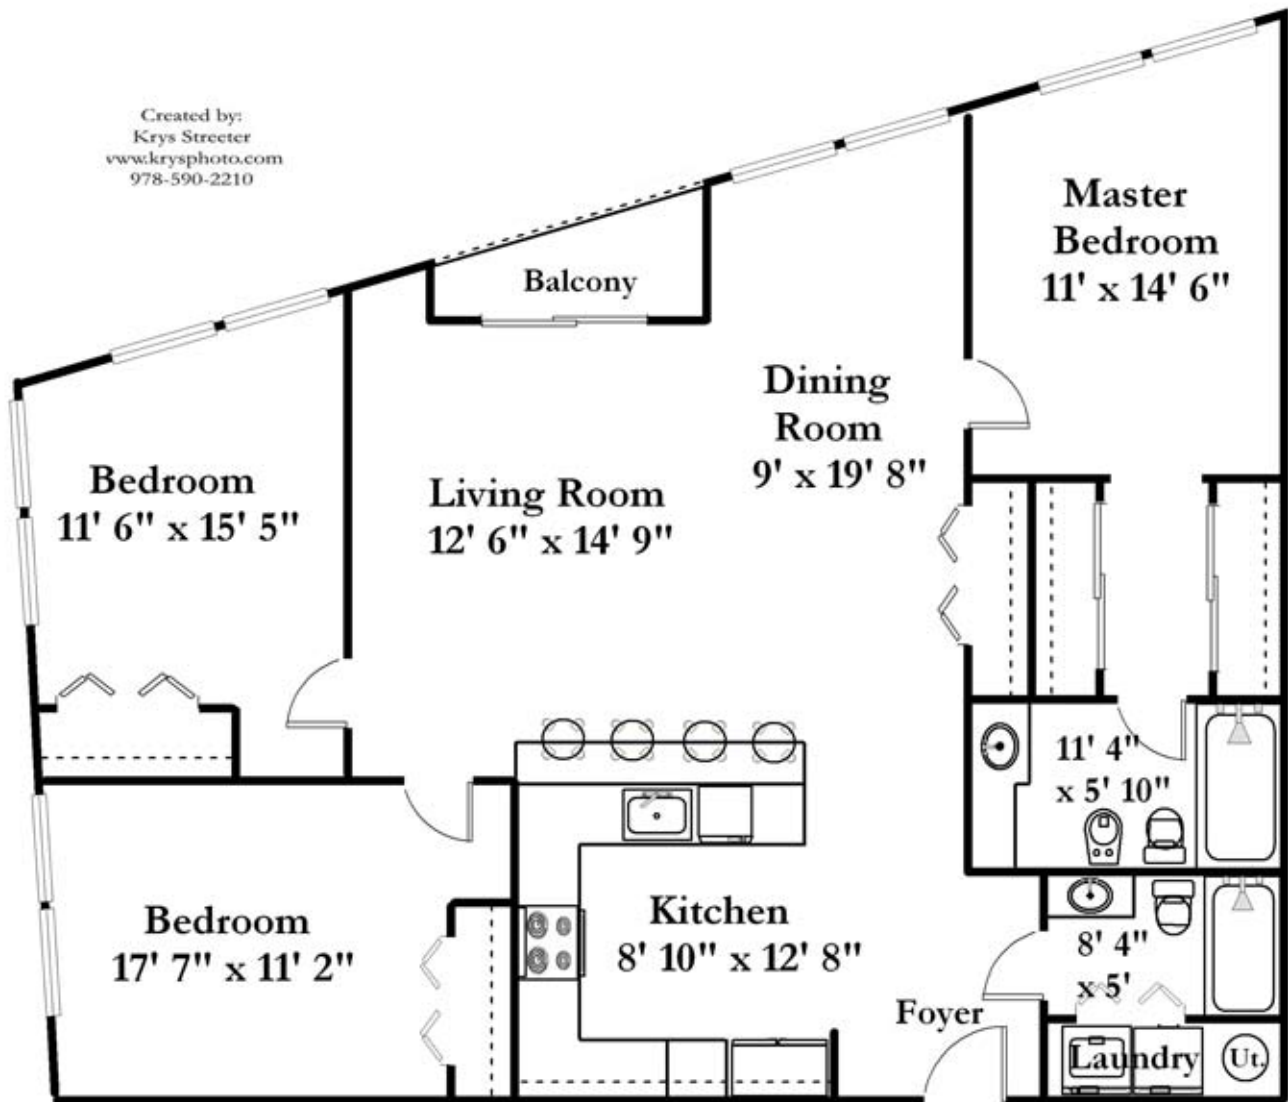 Created by:
Krys Streeter
www.krysphoto.com
978-590-2210
Master
Bedroom
11' x 14' 6"
Balcony
Dining
Room
9' x 19' 8"
Bedroom
11' 6" x 15' 5"
Living Room
12' 6" x 14' 9"
11' 4"
x 5' 10"
Bedroom
17' 7" x 11' 2"
Kitchen
8' 10" x 12' 8"
8' 4"
x 5'
Foyer
Laundry
Ut.